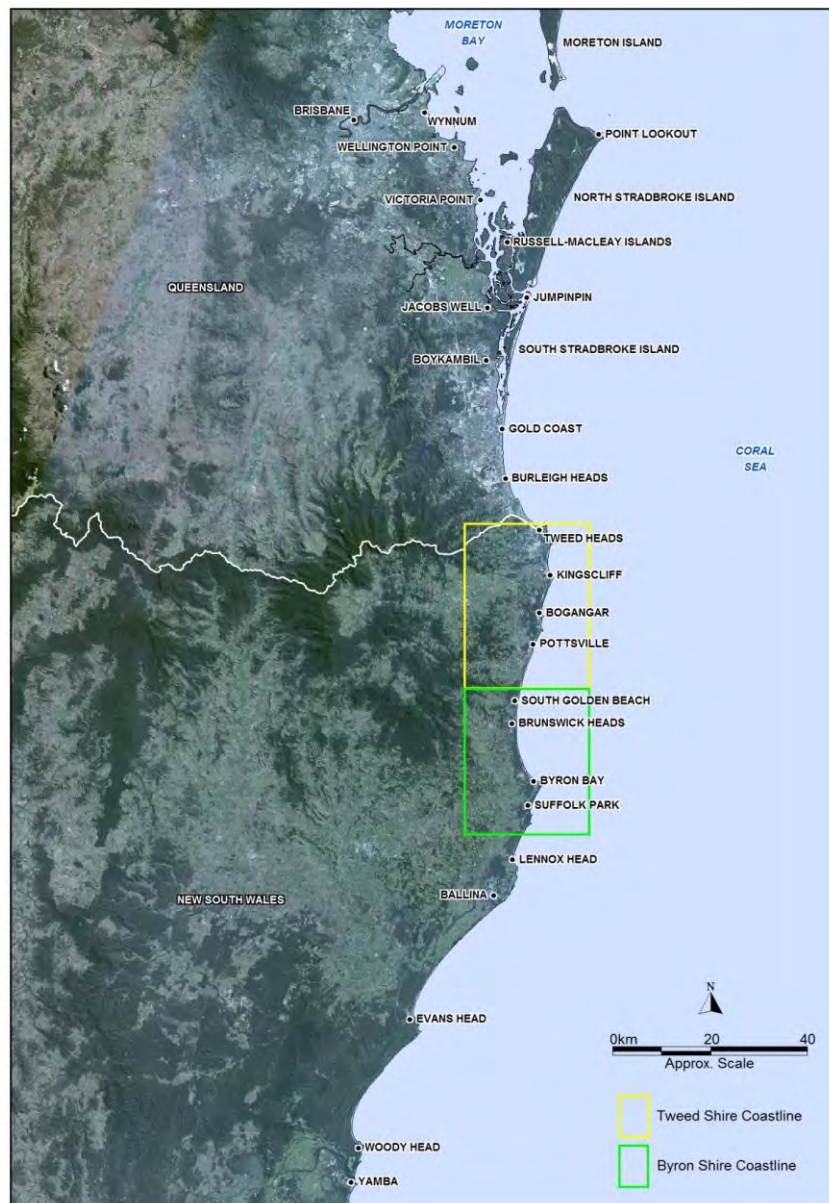 MORETON
BAY
MORETON ISLAND
BRISBANE
WYNNUM
POINT LOOKOUT
WELLINGTON POINT
VICTORIA POINT
NORTH STRADBROKE ISLAND
RUSSELL-MACLEAY ISLANDS
QUEENSLAND
JUMPINPIN
JACOBS WELL
SOUTH STRADBROKE ISLAND
BOYKAMBIL
GOLD COAST
CORAL
SEA
BURLEIGH HEADS
TWEED HEADS
KINGSCLIFF
BOGANGAR
POTTSVILLE
SOUTH GOLDEN BEACH
BRUNSWICK HEADS
BYRON BAY
SUFFOLK PARK
LENNOX HEAD
BALLINA
NEW SOUTH WALES
EVANS HEAD
N
0km 20 40
Approx. Scale
Tweed Shire Coastline
WOODY HEAD
Byron Shire Coastline
YAMBA